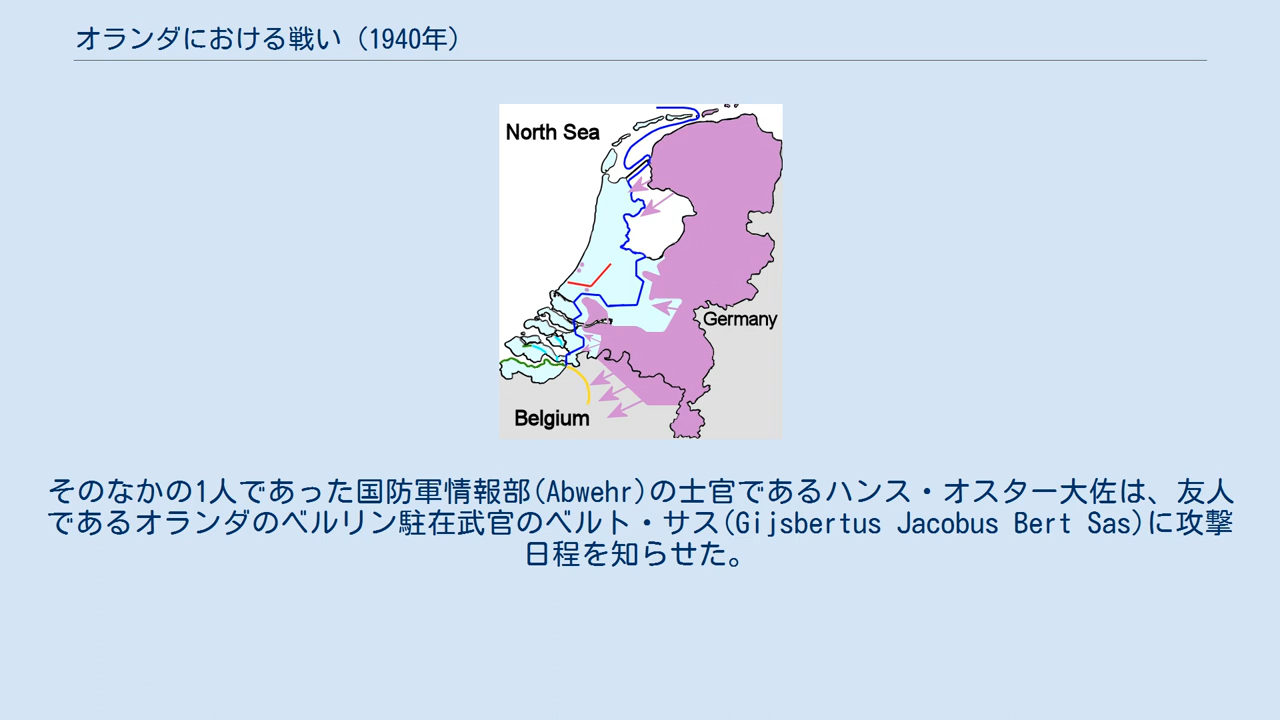 オランダにおける戦い（1940年）
North Sea
Germany
Belgium
そのなかの1人であった国防軍情報部(Abwehr)の士官であるハンス・オスター大佐は、友人
であるオランダのベルリン駐在武官のベルト・サス(Gijsbertus Jacobus Bert Sas)に攻撃
日程を知らせた。